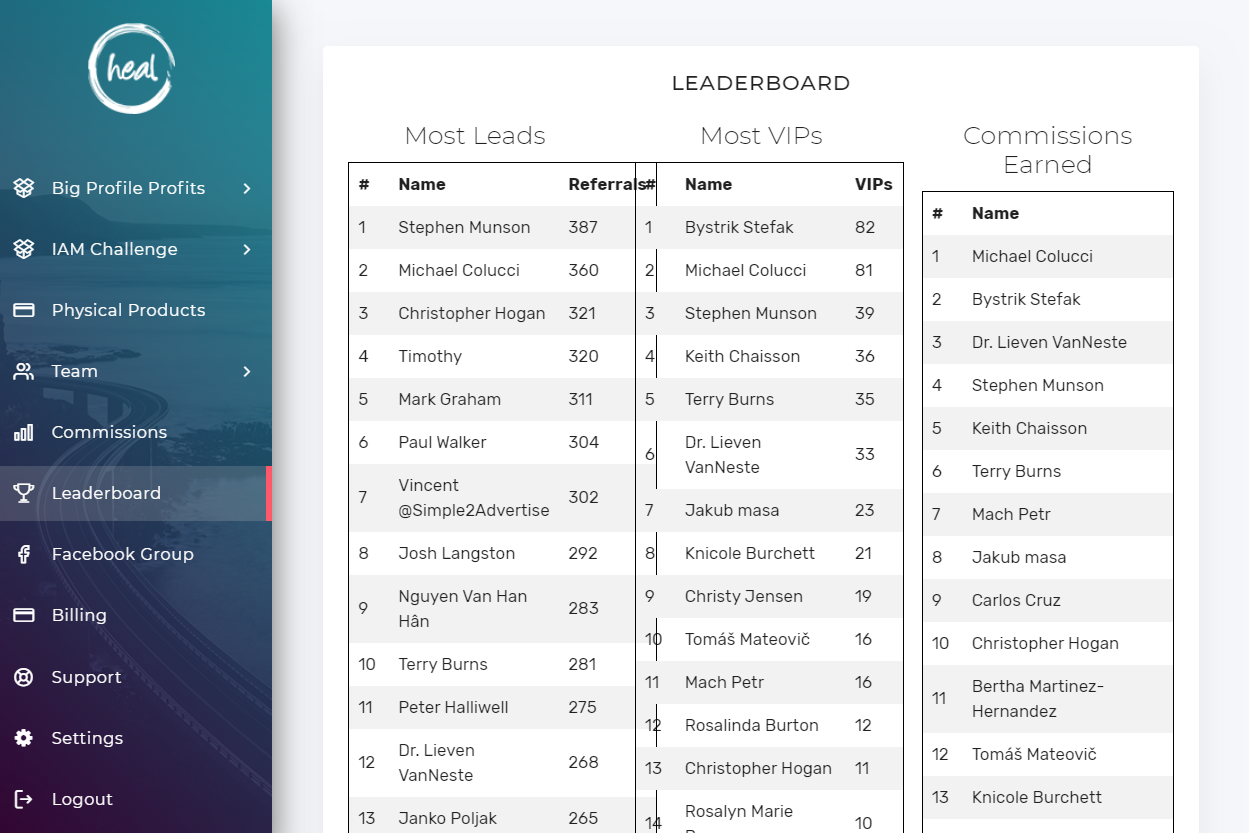 heal
Big Profile Profits
IAM Challenge
Physical Products
Team
Commissions
Leaderboard
Facebook Group
Billing
Support
Settings
Logout
LEADERBOARD
Most Leads
# Name Referrals
1 Stephen Munson 387
2 Michael Colucci 360
3 Christopher Hogan 321
4 Timothy 320
5 Mark Graham 311
6 Paul Walker 304
7 Vincent
@Simple2Advertise 302
8 Josh Langston 292
9 Nguyen Van Han
Hân 283
10 Terry Burns 281
11 Peter Halliwell 275
12 Dr. Lieven
VanNeste 268
13 Janko Poljak 265
Most VIPs
# Name VIPs
1 Bystrik Stefak 82
2 Michael Colucci 81
3 Stephen Munson 39
4 Keith Chaisson 36
5 Terry Burns 35
6 Dr. Lieven
VanNeste 33
7 Jakub masa 23
8 Knicole Burchett 21
9 Christy Jensen 19
10 Tomáš Mateovič 16
11 Mach Petr 16
12 Rosalinda Burton 12
13 Christopher Hogan 11
14 Rosalyn Marie 10
Commissions
Earned
# Name
1 Michael Colucci
2 Bystrik Stefak
3 Dr. Lieven VanNeste
4 Stephen Munson
5 Keith Chaisson
6 Terry Burns
7 Mach Petr
8 Jakub masa
9 Carlos Cruz
10 Christopher Hogan
11 Bertha Martinez-
Hernandez
12 Tomáš Mateovič
13 Knicole Burchett